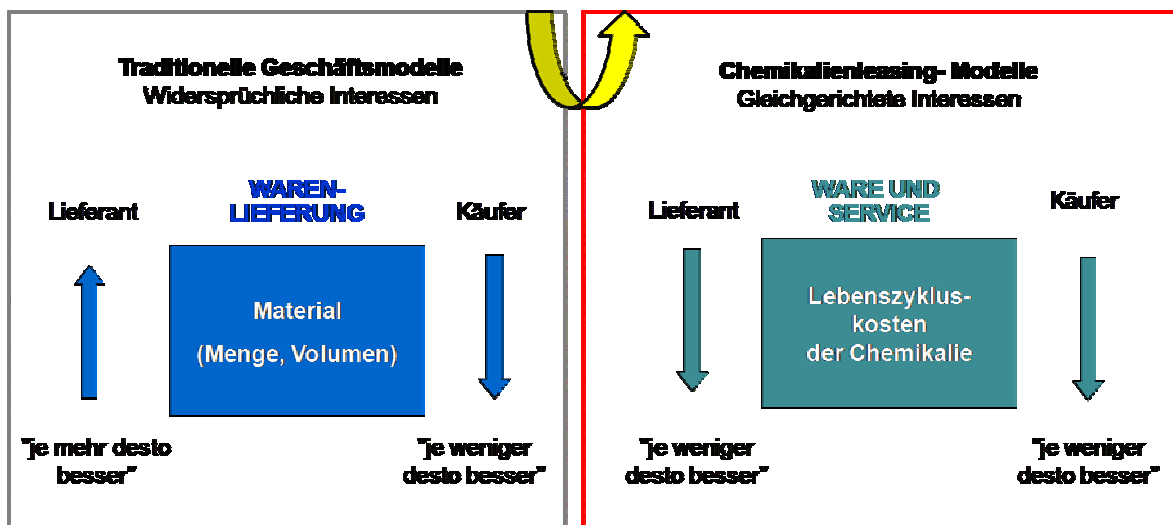 Traditionelle Geschäftsmodelle
Widersprüchliche Interessen
WAREN-
LIEFERUNG
Lieferant
Käufer
Material
(Menge, Volumen)
"je mehr desto
besser"
"je weniger
desto besser"
Chemikalienleasing- Modelle
Gleichgerichtete Interessen
WARE UND
SERVICE
Lieferant
Käufer
Lebenszyklus-
kosten
der Chemikalie
"je weniger
desto besser"
"je weniger
desto besser"